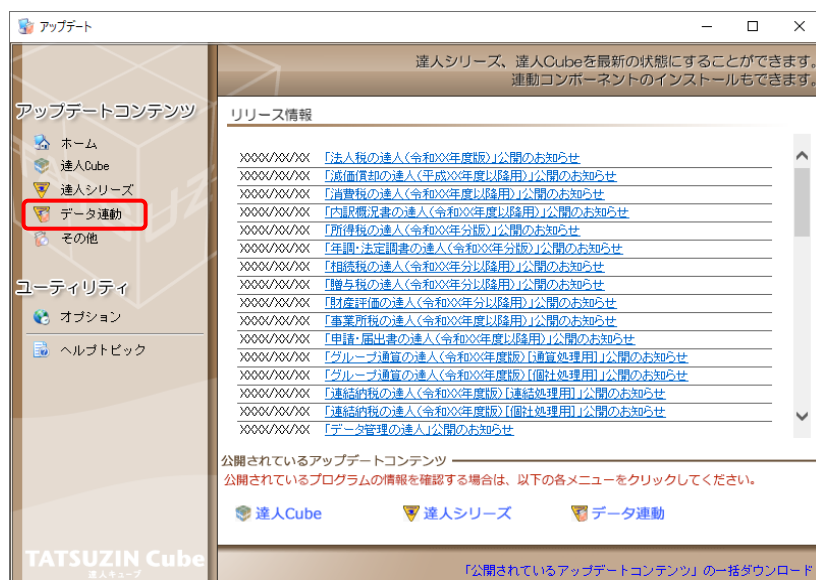 アップデート
達人シリーズ、達人Cubeを最新の状態にすることができます。
連動コンポーネントのインストールもできます。
アップデートコンテンツ
ホーム
達人Cube
達人シリーズ
データ連動
その他
ユーティリティ
オプション
ヘルプトピック
リリース情報
XXXX/XX/XX 「法人税の達人(令和XX年度版)」公開のお知らせ
XXXX/XX/XX 「減価償却の達人(平成XX年度以降用)」公開のお知らせ
XXXX/XX/XX 「消費税の達人(令和XX年度以降用)」公開のお知らせ
XXXX/XX/XX 「内訳概況書の達人(令和XX年度以降用)」公開のお知らせ
XXXX/XX/XX 「所得税の達人(令和XX年分版)」公開のお知らせ
XXXX/XX/XX 「年調・法定調書の達人(令和XX年分版)」公開のお知らせ
XXXX/XX/XX 「相続税の達人(令和XX年分以降用)」公開のお知らせ
XXXX/XX/XX 「贈与税の達人(令和XX年分以降用)」公開のお知らせ
XXXX/XX/XX 「財産評価の達人(令和XX年分以降用)」公開のお知らせ
XXXX/XX/XX 「事業所税の達人(令和XX年度以降用)」公開のお知らせ
XXXX/XX/XX 「申請・届出書の達人(令和XX年度以降用)」公開のお知らせ
XXXX/XX/XX 「グループ通算の達人(令和XX年度版)[通算処理用]」公開のお知らせ
XXXX/XX/XX 「グループ通算の達人(令和XX年度版)[個社処理用]」公開のお知らせ
XXXX/XX/XX 「連結納税の達人(令和XX年度版)[連結処理用]」公開のお知らせ
XXXX/XX/XX 「連結納税の達人(令和XX年度版)[個社処理用]」公開のお知らせ
XXXX/XX/XX 「データ管理の達人」公開のお知らせ
公開されているアップデートコンテンツ
公開されているプログラムの情報を確認する場合は、以下の各メニューをクリックしてください。
達人Cube 達人シリーズ データ連動
TATSUZIN Cube
達人キューブ
「公開されているアップデートコンテンツ」の一括ダウンロード